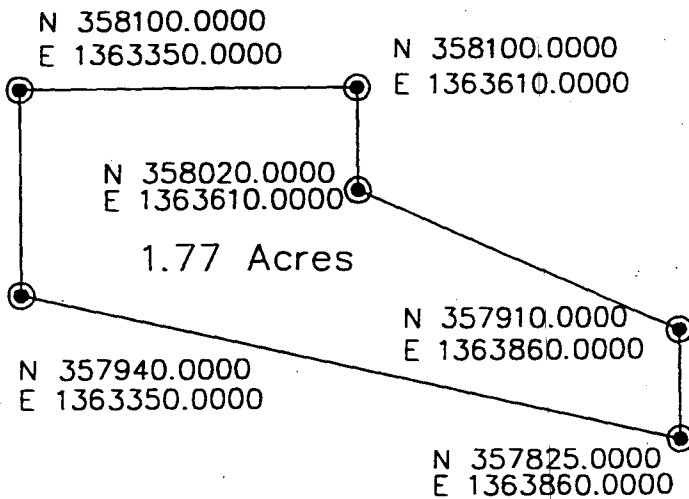 N 358100.0000
E 1363350.0000
N 358100.0000
E 1363610.0000
N 358020.0000
E 1363610.0000
1.77 Acres
N 357910.0000
E 1363860.0000
N 357940.0000
E 1363350.0000
N 357825.0000
E 1363860.0000